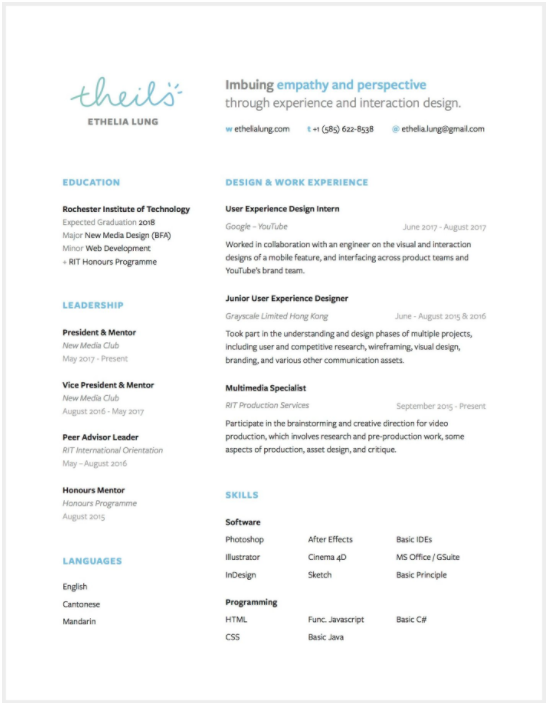 theils
ETHELIA LUNG
Imbuing empathy and perspective
through experience and interaction design.
w ethelialung.com t +1 (585) 622-8538 @ ethelia.lung@gmail.com
EDUCATION
Rochester Institute of Technology
Expected Graduation 2018
Major New Media Design (BFA)
Minor Web Development
+ RIT Honours Programme
LEADERSHIP
President & Mentor
New Media Club
May 2017 - Present
Vice President & Mentor
New Media Club
August 2016 - May 2017
Peer Advisor Leader
RIT International Orientation
May – August 2016
Honours Mentor
Honours Programme
August 2015
LANGUAGES
English
Cantonese
Mandarin
DESIGN & WORK EXPERIENCE
User Experience Design Intern
Google – YouTube June 2017 - August 2017
Worked in collaboration with an engineer on the visual and interaction
designs of a mobile feature, and interfacing across product teams and
YouTube's brand team.
Junior User Experience Designer
Grayscale Limited Hong Kong June - August 2015 & 2016
Took part in the understanding and design phases of multiple projects,
including user and competitive research, wireframing, visual design,
branding, and various other communication assets.
Multimedia Specialist
RIT Production Services September 2015 - Present
Participate in the brainstorming and creative direction for video
production, which involves research and pre-production work, some
aspects of production, asset design, and critique.
SKILLS
Software
Photoshop After Effects Basic IDEs
Illustrator Cinema 4D MS Office / GSuite
InDesign Sketch Basic Principle
Programming
HTML Func. Javascript Basic C#
CSS Basic Java